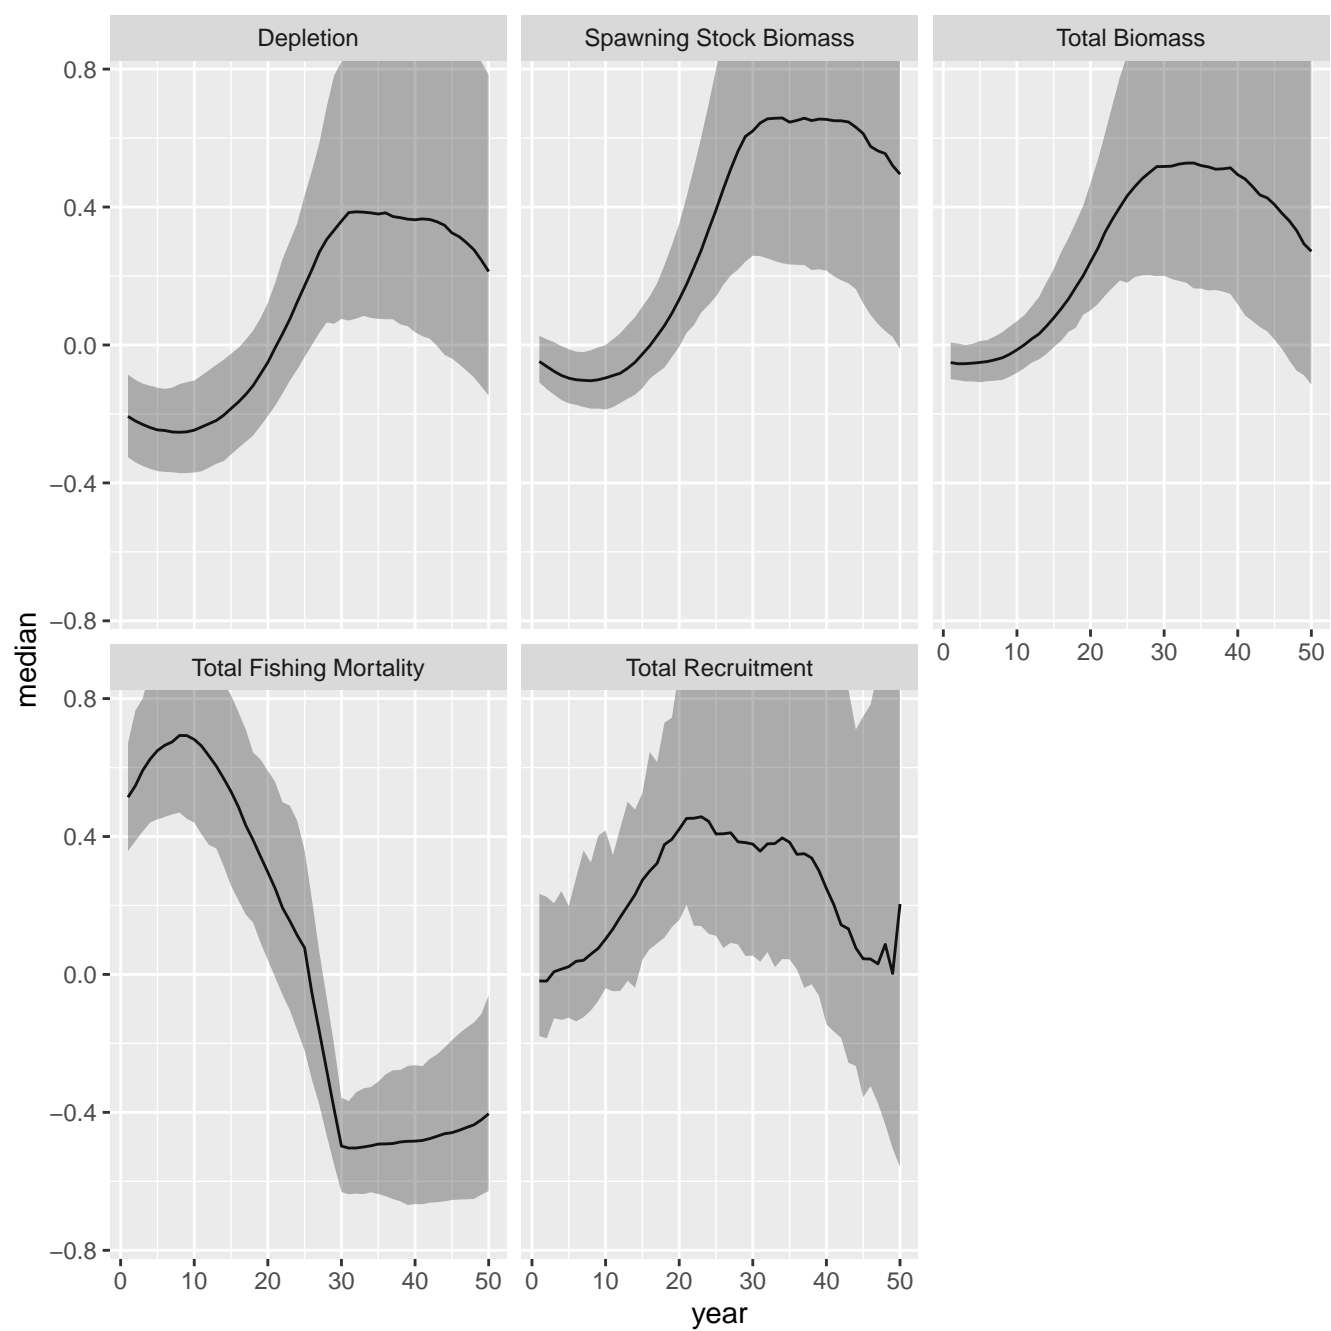 Depletion
Spawning Stock Biomass
Total Biomass
0.8
0.4
0.0
−0.4
−0.8
0 10 20 30 40 50
median
Total Fishing Mortality
Total Recruitment
0.8
0.4
0.0
−0.4
−0.8
0 10 20 30 40 50
0 10 20 30 40 50
year